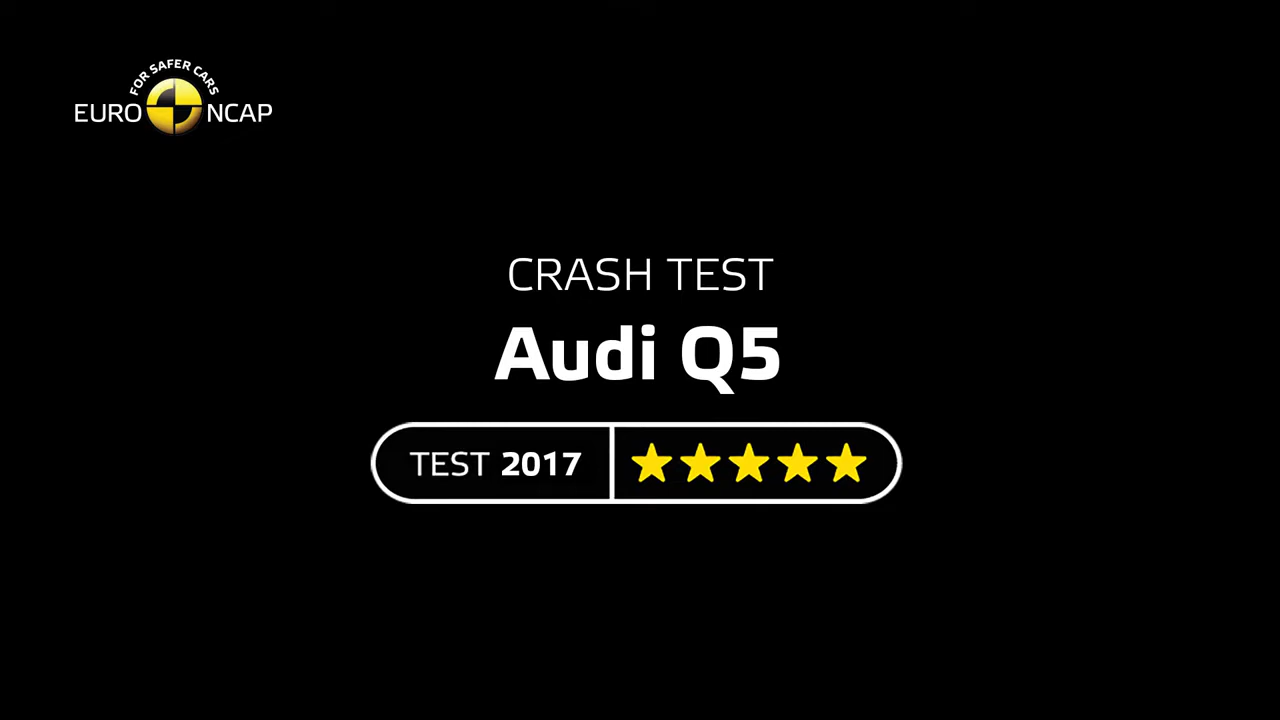 FOR SAFER CARS
EURO NCAP
CRASH TEST
Audi Q5
TEST 2017